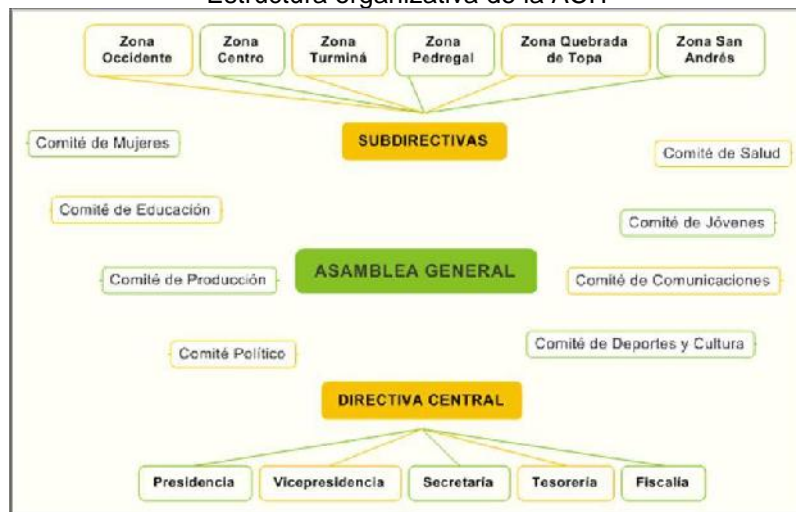 Zona
Occidente
Zona
Centro
Zona
Turminá
Zona
Pedregal
Zona Quebrada
de Topa
Zona San
Andrés
SUBDIRECTIVAS
Comité de Mujeres
Comité de Salud
Comité de Educación
Comité de Jóvenes
ASAMBLEA GENERAL
Comité de Producción
Comité de Comunicaciones
Comité Político
Comité de Deportes y Cultura
DIRECTIVA CENTRAL
Presidencia
Vicepresidencia
Secretaría
Tesorería
Fiscalía